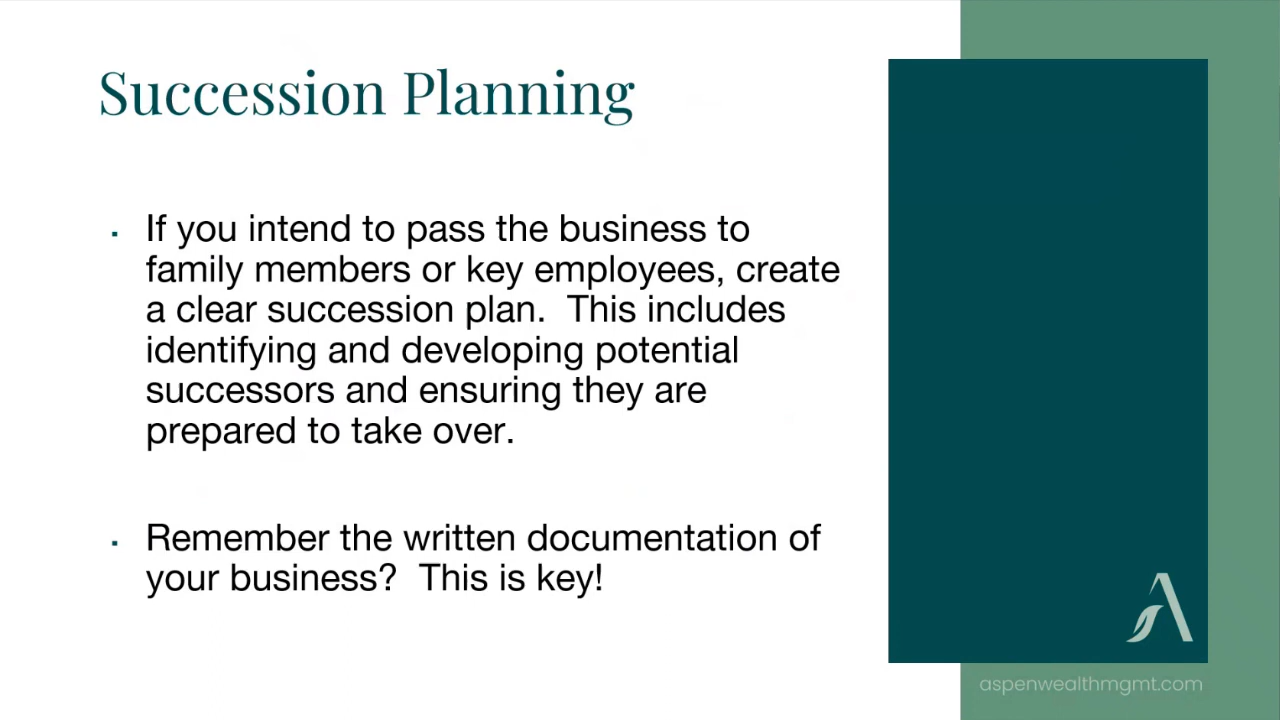 Succession Planning
▪ If you intend to pass the business to
family members or key employees, create
a clear succession plan.  This includes
identifying and developing potential
successors and ensuring they are
prepared to take over.
▪ Remember the written documentation of
your business?  This is key!
aspenwealthmgmt.com